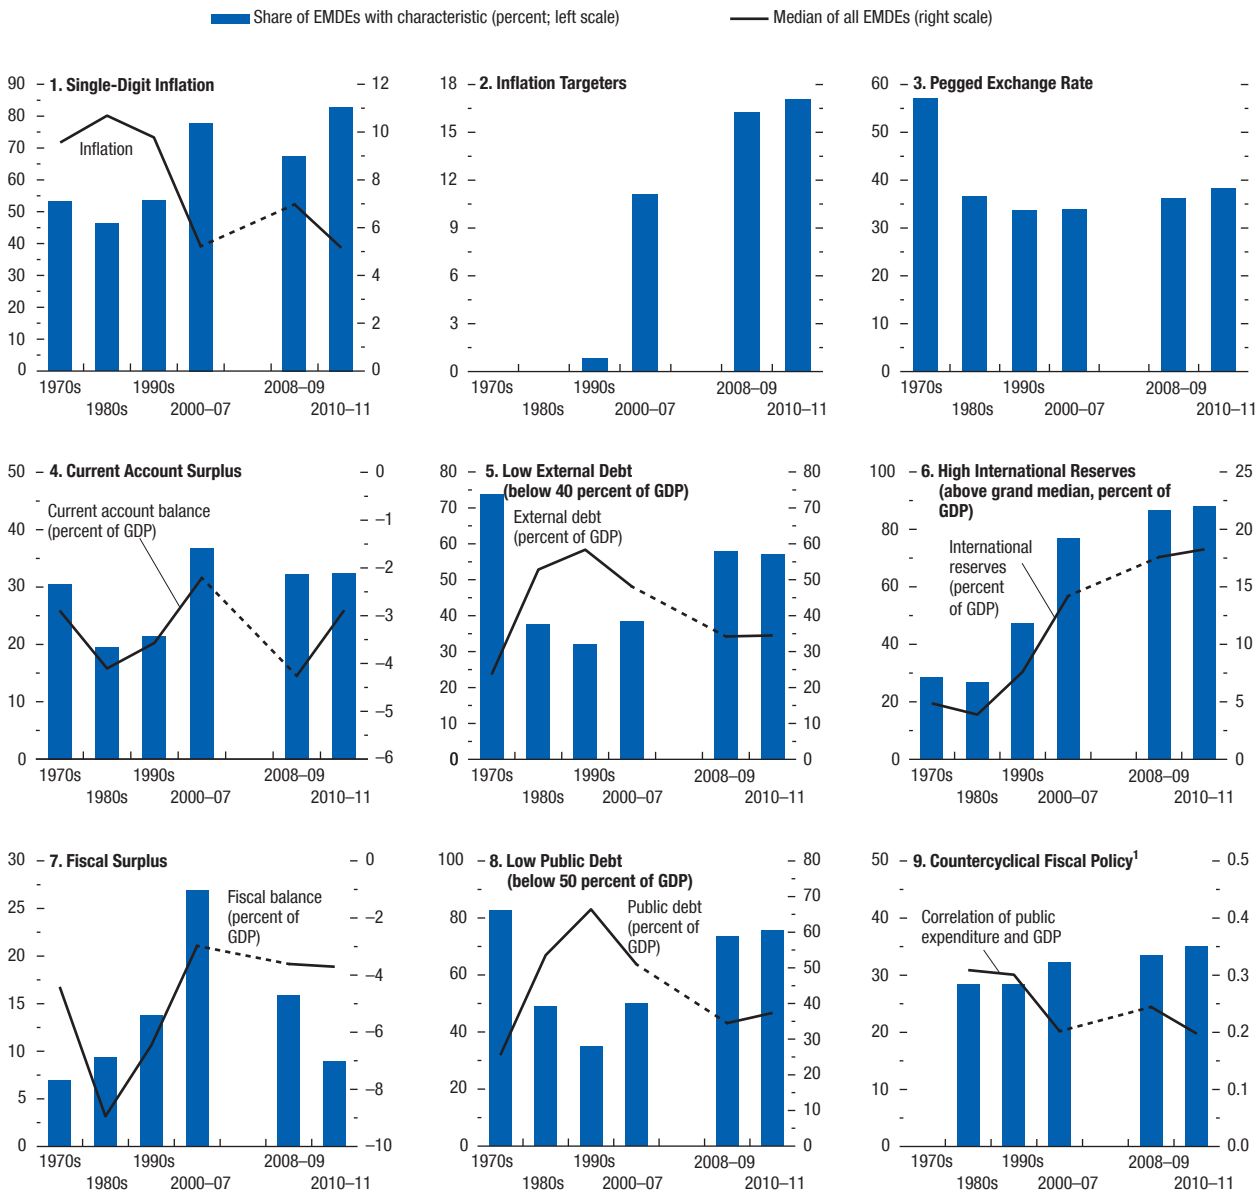 Share of EMDEs with characteristic (percent; left scale)
Median of all EMDEs (right scale)
1. Single-Digit Inflation
90
80
70
60
50
40
30
20
10
0
12
10
8
6
4
2
0
Inflation
1970s
1980s
1990s
2000–07
2008–09
2010–11
2. Inflation Targeters
18
15
12
9
6
3
0
1970s
1980s
1990s
2000–07
2008–09
2010–11
3. Pegged Exchange Rate
60
50
40
30
20
10
0
1970s
1980s
1990s
2000–07
2008–09
2010–11
4. Current Account Surplus
50
40
30
20
10
0
0
–1
–2
–3
–4
–5
–6
Current account balance
(percent of GDP)
1970s
1980s
1990s
2000–07
2008–09
2010–11
5. Low External Debt
(below 40 percent of GDP)
80
70
60
50
40
30
20
10
0
80
70
60
50
40
30
20
10
0
External debt
(percent of GDP)
1970s
1980s
1990s
2000–07
2008–09
2010–11
6. High International Reserves
(above grand median, percent of
GDP)
100
80
60
40
20
0
25
20
15
10
5
0
International
reserves
(percent
of GDP)
1970s
1980s
1990s
2000–07
2008–09
2010–11
7. Fiscal Surplus
30
25
20
15
10
5
0
0
–2
–4
–6
–8
–10
Fiscal balance
(percent of
GDP)
1970s
1980s
1990s
2000–07
2008–09
2010–11
8. Low Public Debt
(below 50 percent of GDP)
100
80
60
40
20
0
80
70
60
50
40
30
20
10
0
Public debt
(percent of
GDP)
1970s
1980s
1990s
2000–07
2008–09
2010–11
9. Countercyclical Fiscal Policy¹
50
40
30
20
10
0
0.5
0.4
0.3
0.2
0.1
0.0
Correlation of public
expenditure and GDP
1970s
1980s
1990s
2000–07
2008–09
2010–11